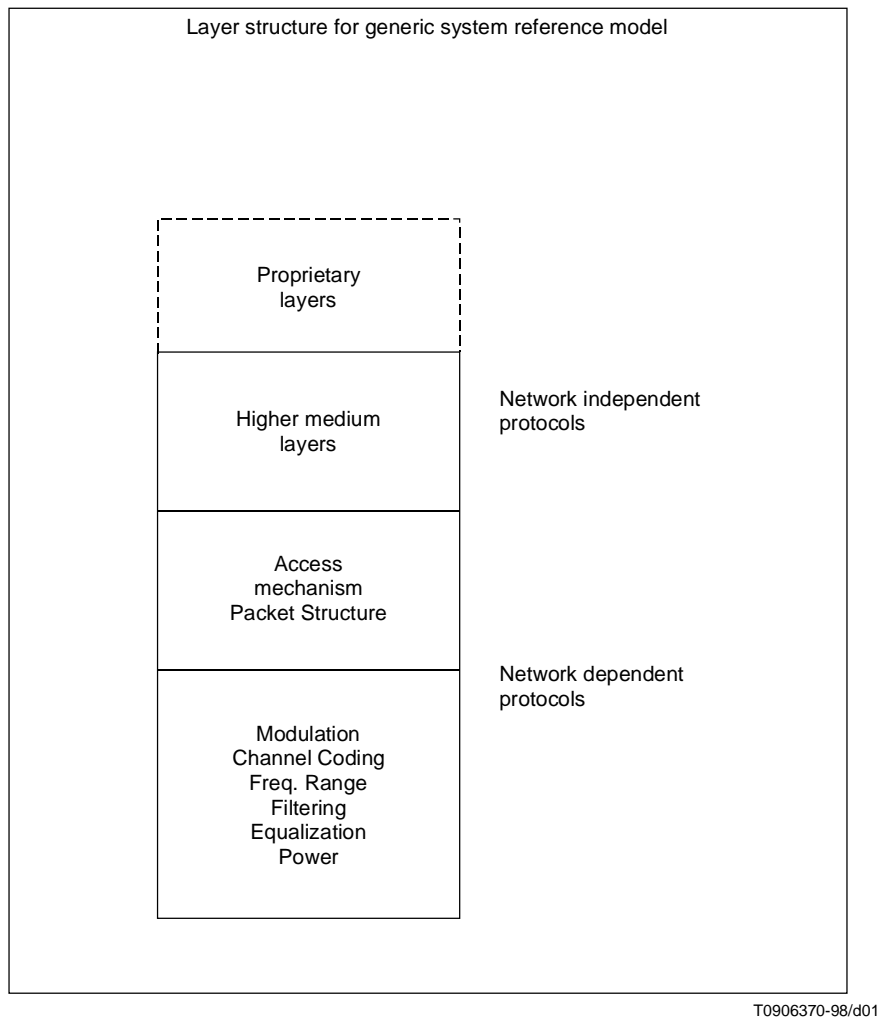 Layer structure for generic system reference model
Proprietary
layers
Higher medium
layers
Network independent
protocols
Access
mechanism
Packet Structure
Network dependent
protocols
Modulation
Channel Coding
Freq. Range
Filtering
Equalization
Power
T0906370-98/d01